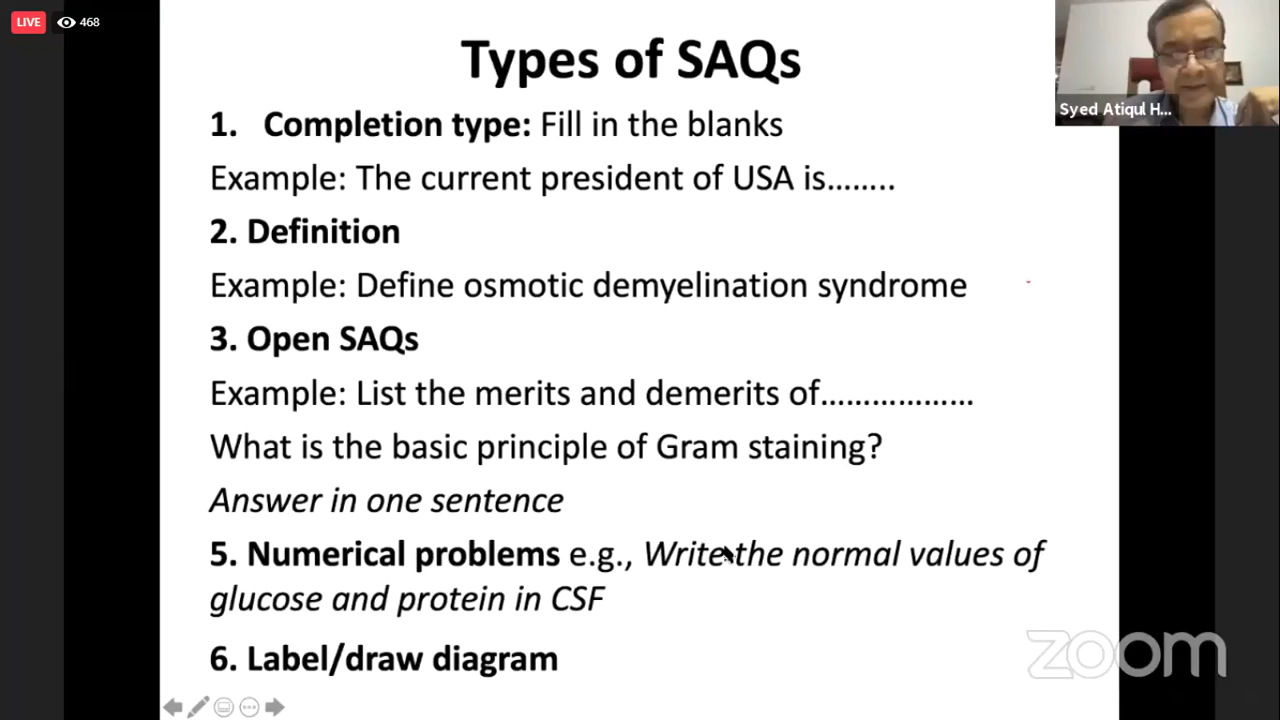 LIVE 468
Types of SAQs
Syed Atiqul H...
1. Completion type: Fill in the blanks
Example: The current president of USA is........
2. Definition
Example: Define osmotic demyelination syndrome
3. Open SAQs
Example: List the merits and demerits of..................
What is the basic principle of Gram staining?
Answer in one sentence
5. Numerical problems e.g., Write the normal values of
glucose and protein in CSF
6. Label/draw diagram
zoom